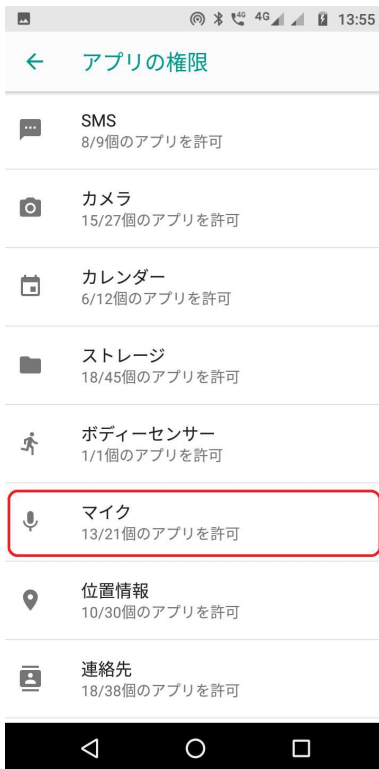 4G 4G 13:55
アプリの権限
SMS
8/9個のアプリを許可
カメラ
15/27個のアプリを許可
カレンダー
6/12個のアプリを許可
ストレージ
18/45個のアプリを許可
ボディーセンサー
1/1個のアプリを許可
マイク
13/21個のアプリを許可
位置情報
10/30個のアプリを許可
連絡先
18/38個のアプリを許可